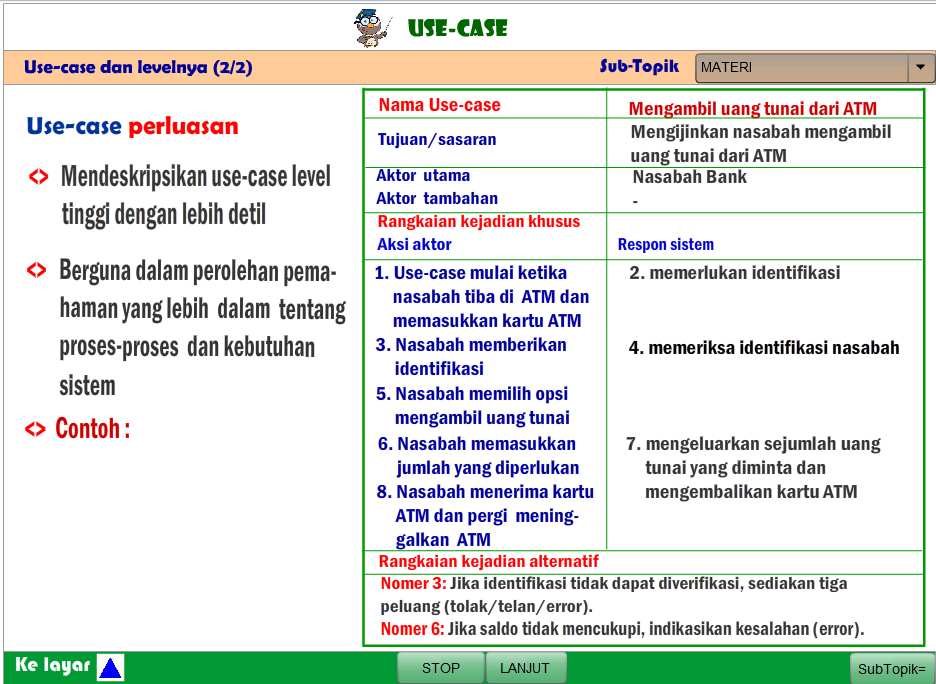 USE-CASE
Use-case dan levelnya (2/2)
Sub-Topik
MATERI
Use-case perluasan
<> Mendeskripsikan use-case level
tinggi dengan lebih detil
<> Berguna dalam perolehan pema-
haman yang lebih dalam tentang
proses-proses dan kebutuhan
sistem
<> Contoh :
Nama Use-case
Mengambil uang tunai dari ATM
Tujuan/sasaran
Mengijinkan nasabah mengambil
uang tunai dari ATM
Aktor utama
Nasabah Bank
Aktor tambahan
-
Rangkaian kejadian khusus
Aksi aktor
Respon sistem
1. Use-case mulai ketika
nasabah tiba di ATM dan
memasukkan kartu ATM
2. memerlukan identifikasi
3. Nasabah memberikan
identifikasi
4. memeriksa identifikasi nasabah
5. Nasabah memilih opsi
mengambil uang tunai
6. Nasabah memasukkan
jumlah yang diperlukan
7. mengeluarkan sejumlah uang
tunai yang diminta dan
mengembalikan kartu ATM
8. Nasabah menerima kartu
ATM dan pergi mening-
galkan ATM
Rangkaian kejadian alternatif
Nomer 3: Jika identifikasi tidak dapat diverifikasi, sediakan tiga
peluang (tolak/telan/error).
Nomer 6: Jika saldo tidak mencukupi, indikasikan kesalahan (error).
Ke layar
STOP
LANJUT
SubTopik=